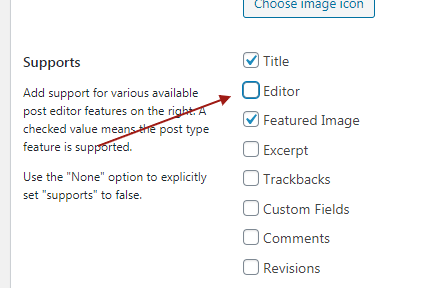 Choose image icon
Supports
Add support for various available
post editor features on the right. A
checked value means the post type
feature is supported.
Use the "None" option to explicitly
set "supports" to false.
Title
Editor
Featured Image
Excerpt
Trackbacks
Custom Fields
Comments
Revisions